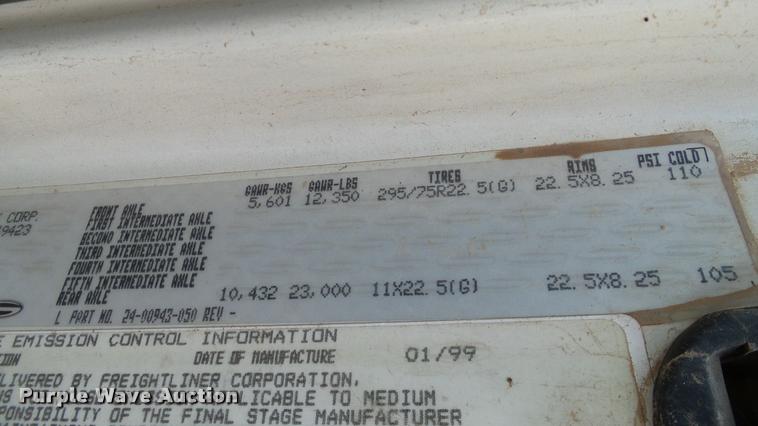 GAWR-KGS GAWR-LBS TIRES RIMS PSI COLD
CORP. FRONT AXLE 5,601 12,350 295/75R22.5(G) 22.5X8.25 110
9423 FIRST INTERMEDIATE AXLE
SECOND INTERMEDIATE AXLE
THIRD INTERMEDIATE AXLE
FOURTH INTERMEDIATE AXLE
FIFTH INTERMEDIATE AXLE
REAR AXLE 10,432 23,000 11X22.5(G) 22.5X8.25 105
L PART NO. 24-00943-050 REV -
E EMISSION CONTROL INFORMATION
DATE OF MANUFACTURE 01/99
ELIVERED BY FREIGHTLINER CORPORATION.
APPLICABLE TO MEDIUM
PONSIBILITY OF THE FINAL STAGE MANUFACTURER
Purple Wave Auction